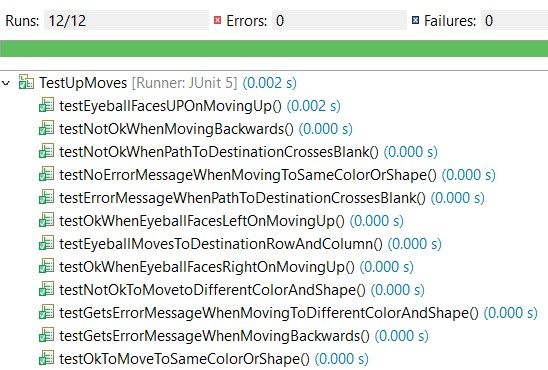 Runs: 12/12 Errors: 0 Failures: 0
TestUpMoves [Runner: JUnit 5] (0.002 s)
testEyeballFacesUPOnMovingUp() (0.002 s)
testNotOkWhenMovingBackwards() (0.000 s)
testNotOkWhenPathToDestinationCrossesBlank() (0.000 s)
testNoErrorMessageWhenMovingToSameColorOrShape() (0.000 s)
testErrorMessageWhenPathToDestinationCrossesBlank() (0.000 s)
testOkWhenEyeballFacesLeftOnMovingUp() (0.000 s)
testEyeballMovesToDestinationRowAndColumn() (0.000 s)
testOkWhenEyeballFacesRightOnMovingUp() (0.000 s)
testNotOkToMovetoDifferentColorAndShape() (0.000 s)
testGetsErrorMessageWhenMovingToDifferentColorAndShape() (0.000 s)
testGetsErrorMessageWhenMovingBackwards() (0.000 s)
testOkToMoveToSameColorOrShape() (0.000 s)